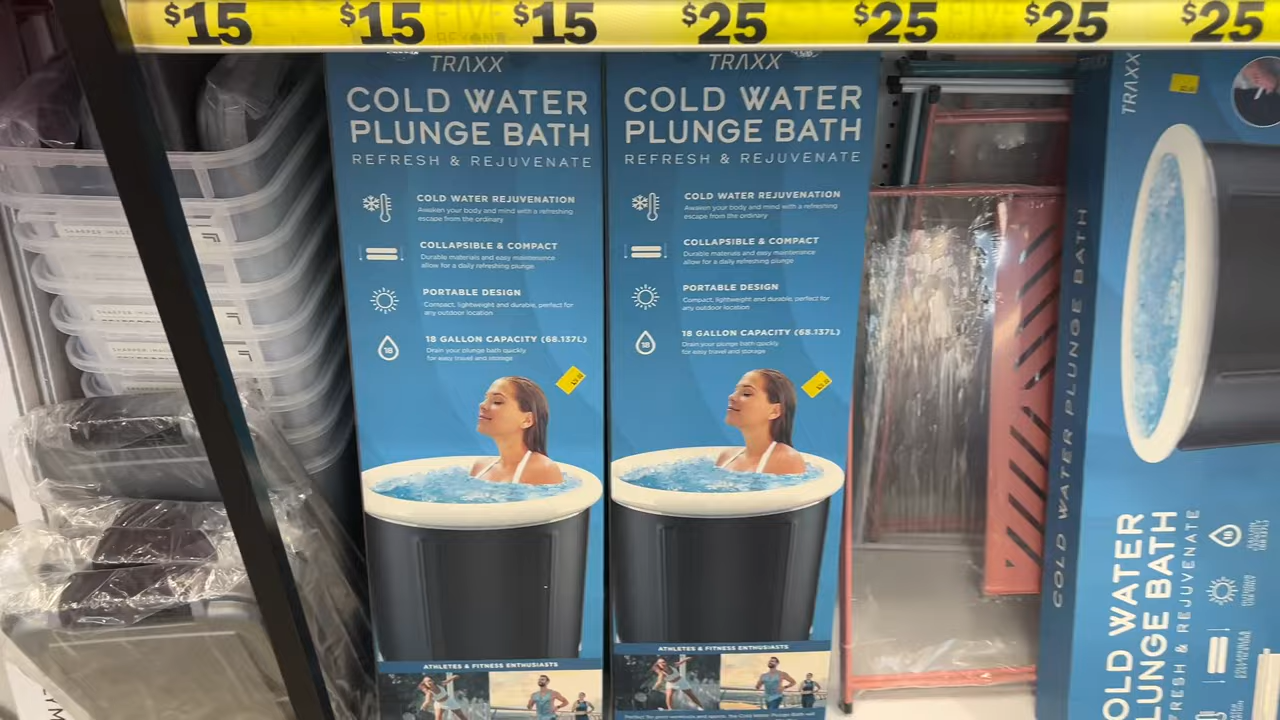 $15 $15 $15 $25 $25 $25 $25
TRAXX
COLD WATER
PLUNGE BATH
REFRESH & REJUVENATE
COLD WATER REJUVENATION
Awaken your body and mind with a refreshing
escape from the ordinary
COLLAPSIBLE & COMPACT
Durable materials and easy maintenance
allow for a daily refreshing plunge
PORTABLE DESIGN
Compact, lightweight and durable, perfect for
any outdoor location
18 GALLON CAPACITY (68.137L)
18
Drain your plunge bath quickly
for easy travel and storage
ATHLETES & FITNESS ENTHUSIASTS
TRAXX
COLD WATER
PLUNGE BATH
REFRESH & REJUVENATE
COLD WATER REJUVENATION
Awaken your body and mind with a refreshing
escape from the ordinary
COLLAPSIBLE & COMPACT
Durable materials and easy maintenance
allow for a daily refreshing plunge
PORTABLE DESIGN
Compact, lightweight and durable, perfect for
any outdoor location
18 GALLON CAPACITY (68.137L)
18
Drain your plunge bath quickly
for easy travel and storage
ATHLETES & FITNESS ENTHUSIASTS
COLD WATER PLUNGE BATH
TRAXX
OLD WATER
LUNGE BATH
FRESH & REJUVENATE
18